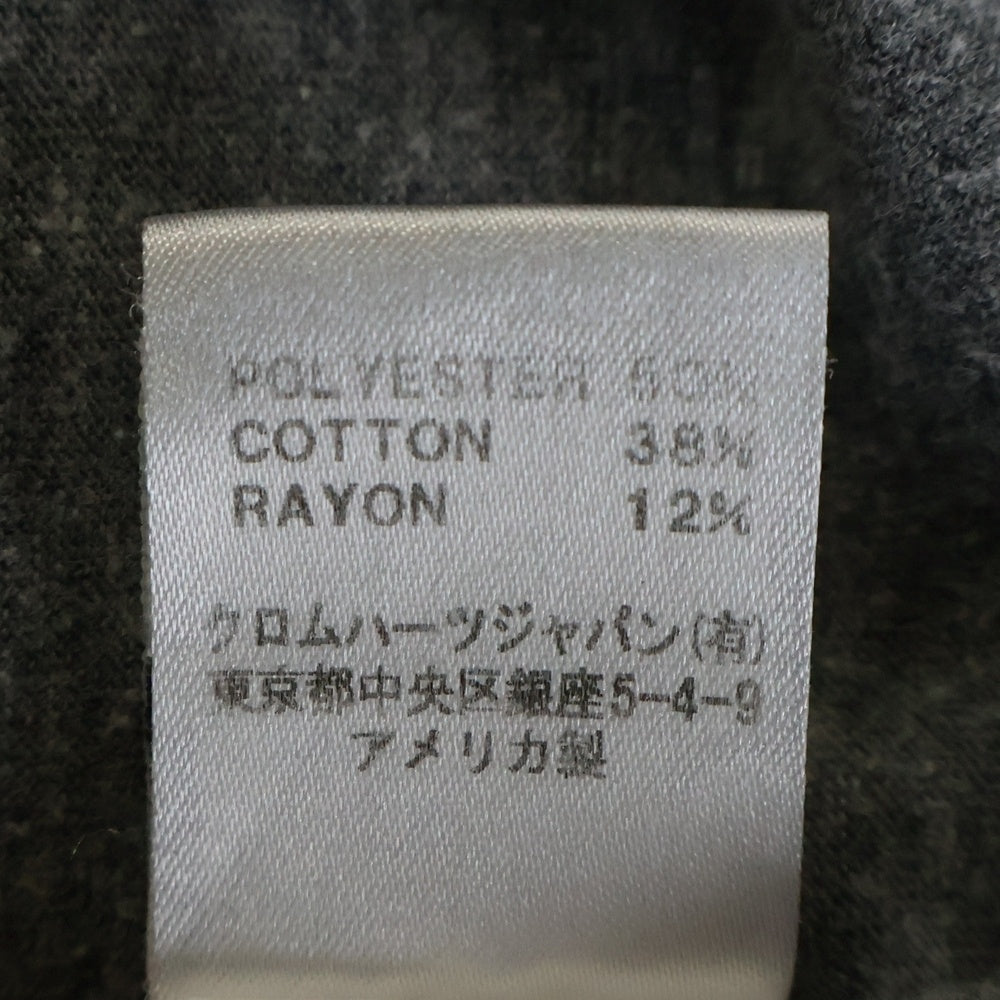 POLYESTER 50%
COTTON 38%
RAYON 12%
クロムハーツジャパン(有)
東京都中央区銀座5-4-9
アメリカ製